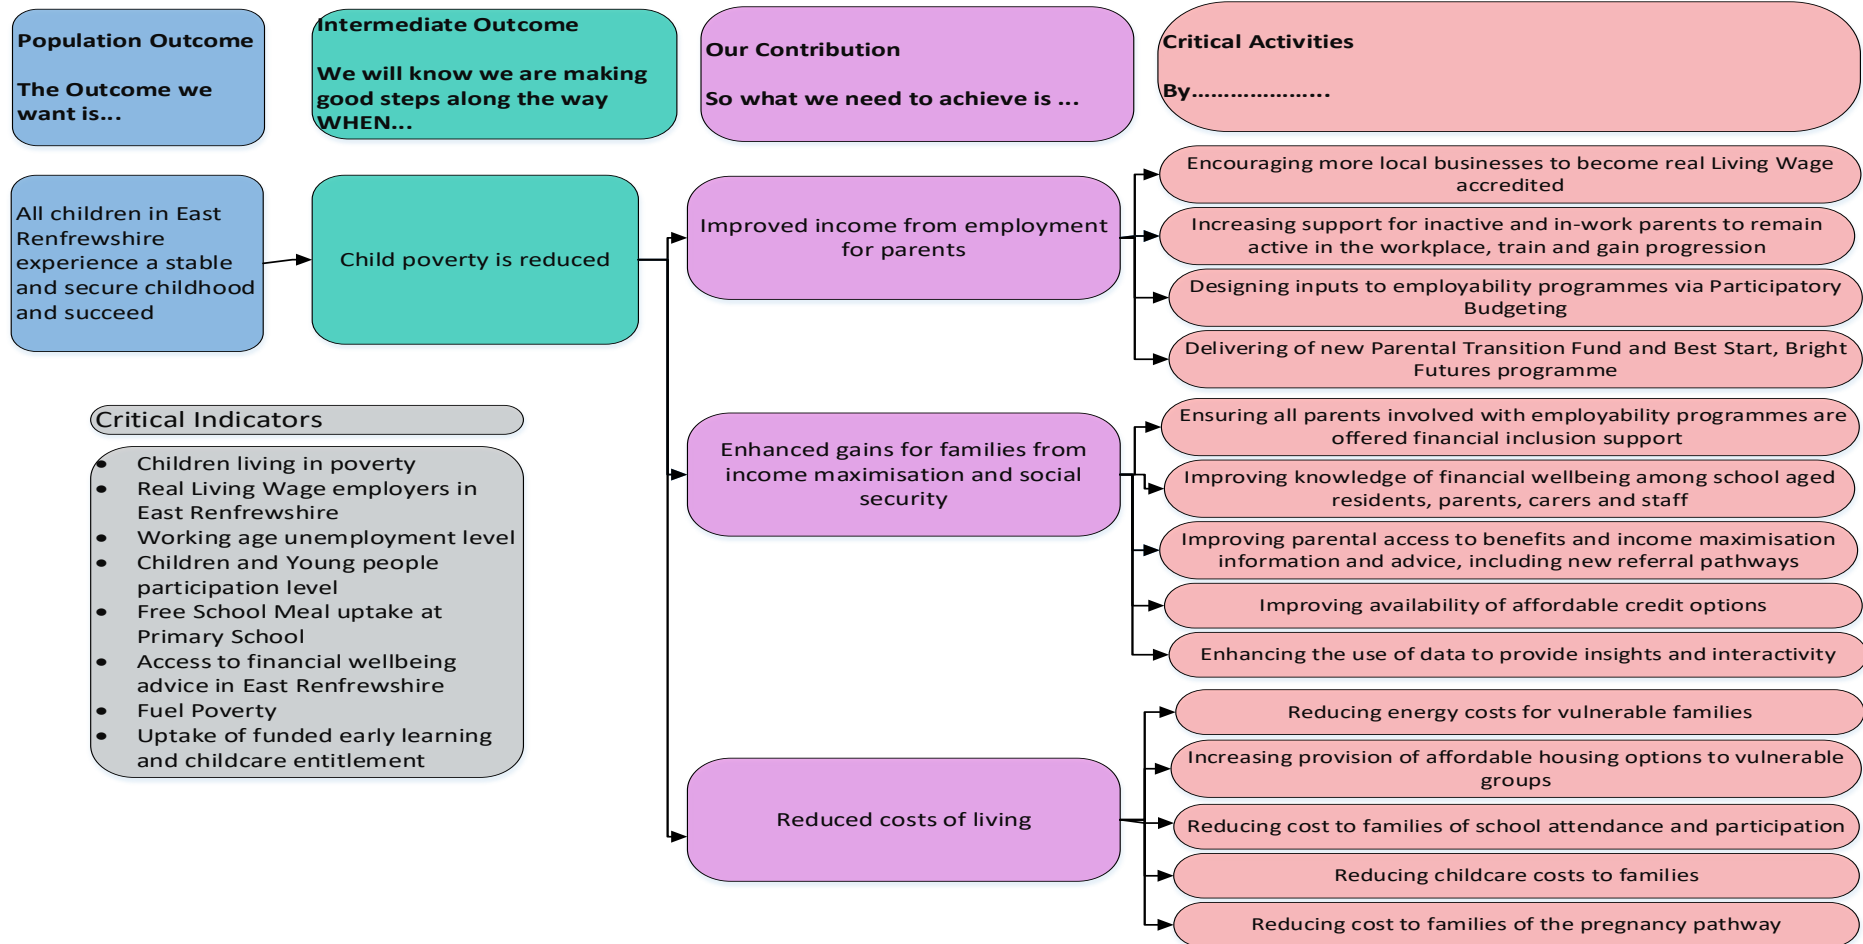 Population Outcome
The Outcome we
want is...
Intermediate Outcome
We will know we are making
good steps along the way
WHEN...
Our Contribution
So what we need to achieve is ...
Critical Activities
By.....................
All children in East
Renfrewshire
experience a stable
and secure childhood
and succeed
Child poverty is reduced
Improved income from employment
for parents
Encouraging more local businesses to become real Living Wage
accredited
Increasing support for inactive and in-work parents to remain
active in the workplace, train and gain progression
Designing inputs to employability programmes via Participatory
Budgeting
Delivering of new Parental Transition Fund and Best Start, Bright
Futures programme
Enhanced gains for families from
income maximisation and social
security
Ensuring all parents involved with employability programmes are
offered financial inclusion support
Improving knowledge of financial wellbeing among school aged
residents, parents, carers and staff
Improving parental access to benefits and income maximisation
information and advice, including new referral pathways
Improving availability of affordable credit options
Enhancing the use of data to provide insights and interactivity
Reduced costs of living
Reducing energy costs for vulnerable families
Increasing provision of affordable housing options to vulnerable
groups
Reducing cost to families of school attendance and participation
Reducing childcare costs to families
Reducing cost to families of the pregnancy pathway
Critical Indicators
• Children living in poverty
• Real Living Wage employers in
East Renfrewshire
• Working age unemployment level
• Children and Young people
participation level
• Free School Meal uptake at
Primary School
• Access to financial wellbeing
advice in East Renfrewshire
• Fuel Poverty
• Uptake of funded early learning
and childcare entitlement